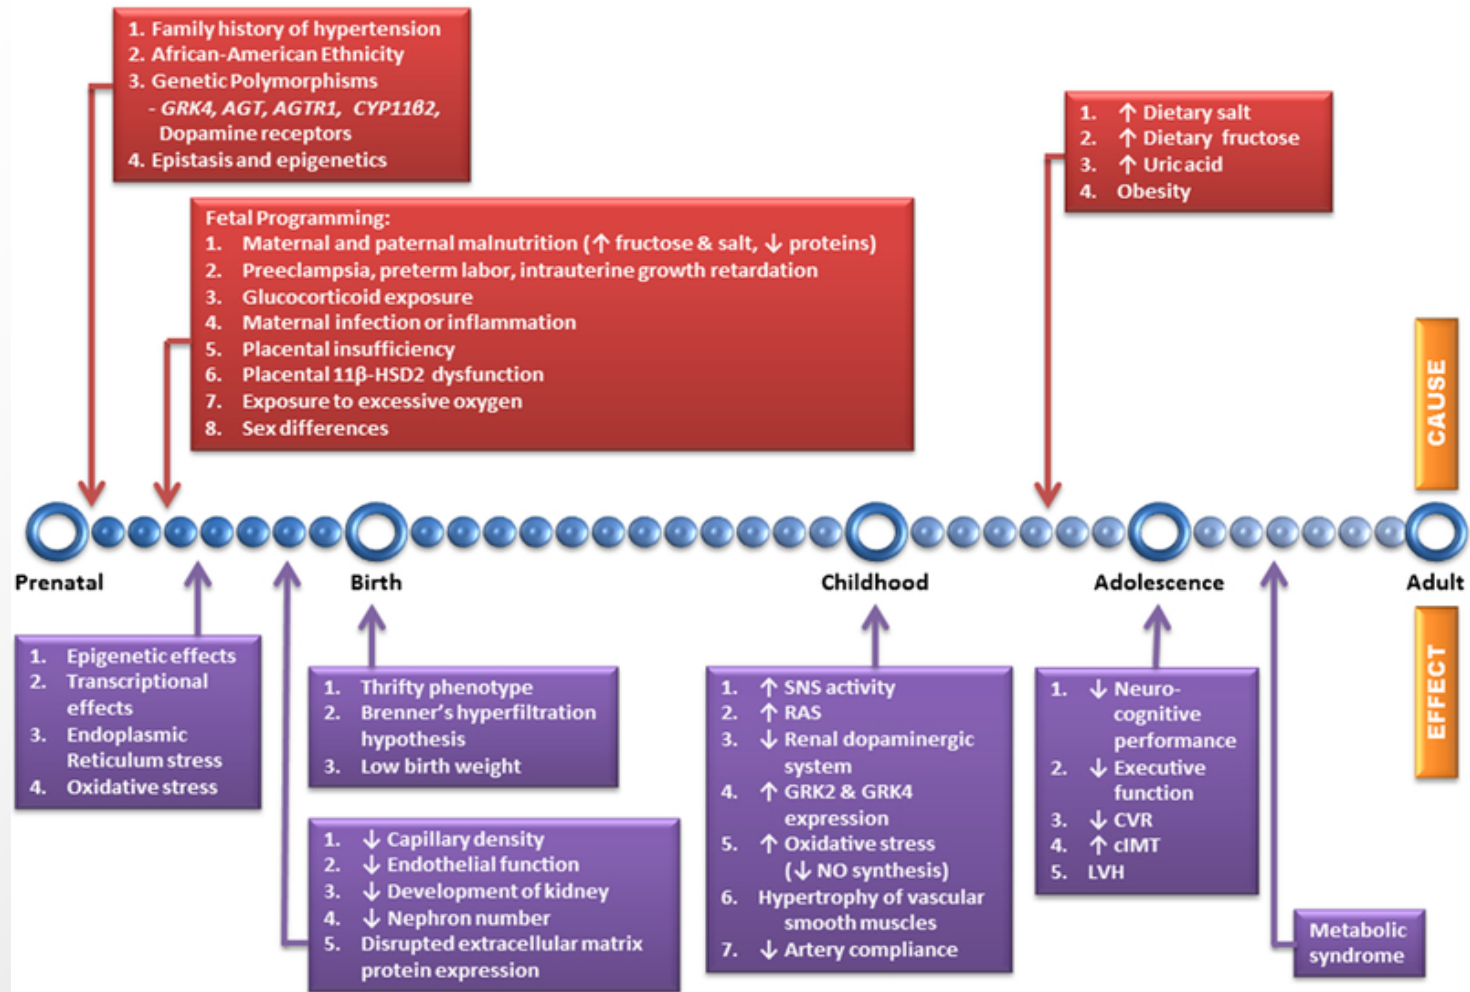 1. Family history of hypertension
2. African-American Ethnicity
3. Genetic Polymorphisms
- GRK4, AGT, AGTR1, CYP11B2,
Dopamine receptors
4. Epistasis and epigenetics
1. ↑ Dietary salt
2. ↑ Dietary fructose
3. ↑ Uric acid
4. Obesity
Fetal Programming:
1. Maternal and paternal malnutrition (↑ fructose & salt, ↓ proteins)
2. Preeclampsia, preterm labor, intrauterine growth retardation
3. Glucocorticoid exposure
4. Maternal infection or inflammation
5. Placental insufficiency
6. Placental 11β-HSD2 dysfunction
7. Exposure to excessive oxygen
8. Sex differences
CAUSE
Prenatal
Birth
Childhood
Adolescence
Adult
EFFECT
1. Epigenetic effects
2. Transcriptional
effects
3. Endoplasmic
Reticulum stress
4. Oxidative stress
1. Thrifty phenotype
2. Brenner's hyperfiltration
hypothesis
3. Low birth weight
1. ↓ Capillary density
2. ↓ Endothelial function
3. ↓ Development of kidney
4. ↓ Nephron number
5. Disrupted extracellular matrix
protein expression
1. ↑ SNS activity
2. ↑ RAS
3. ↓ Renal dopaminergic
system
4. ↑ GRK2 & GRK4
expression
5. ↑ Oxidative stress
(↓ NO synthesis)
6. Hypertrophy of vascular
smooth muscles
7. ↓ Artery compliance
1. ↓ Neuro-
cognitive
performance
2. ↓ Executive
function
3. ↓ CVR
4. ↑ cIMT
5. LVH
Metabolic
syndrome